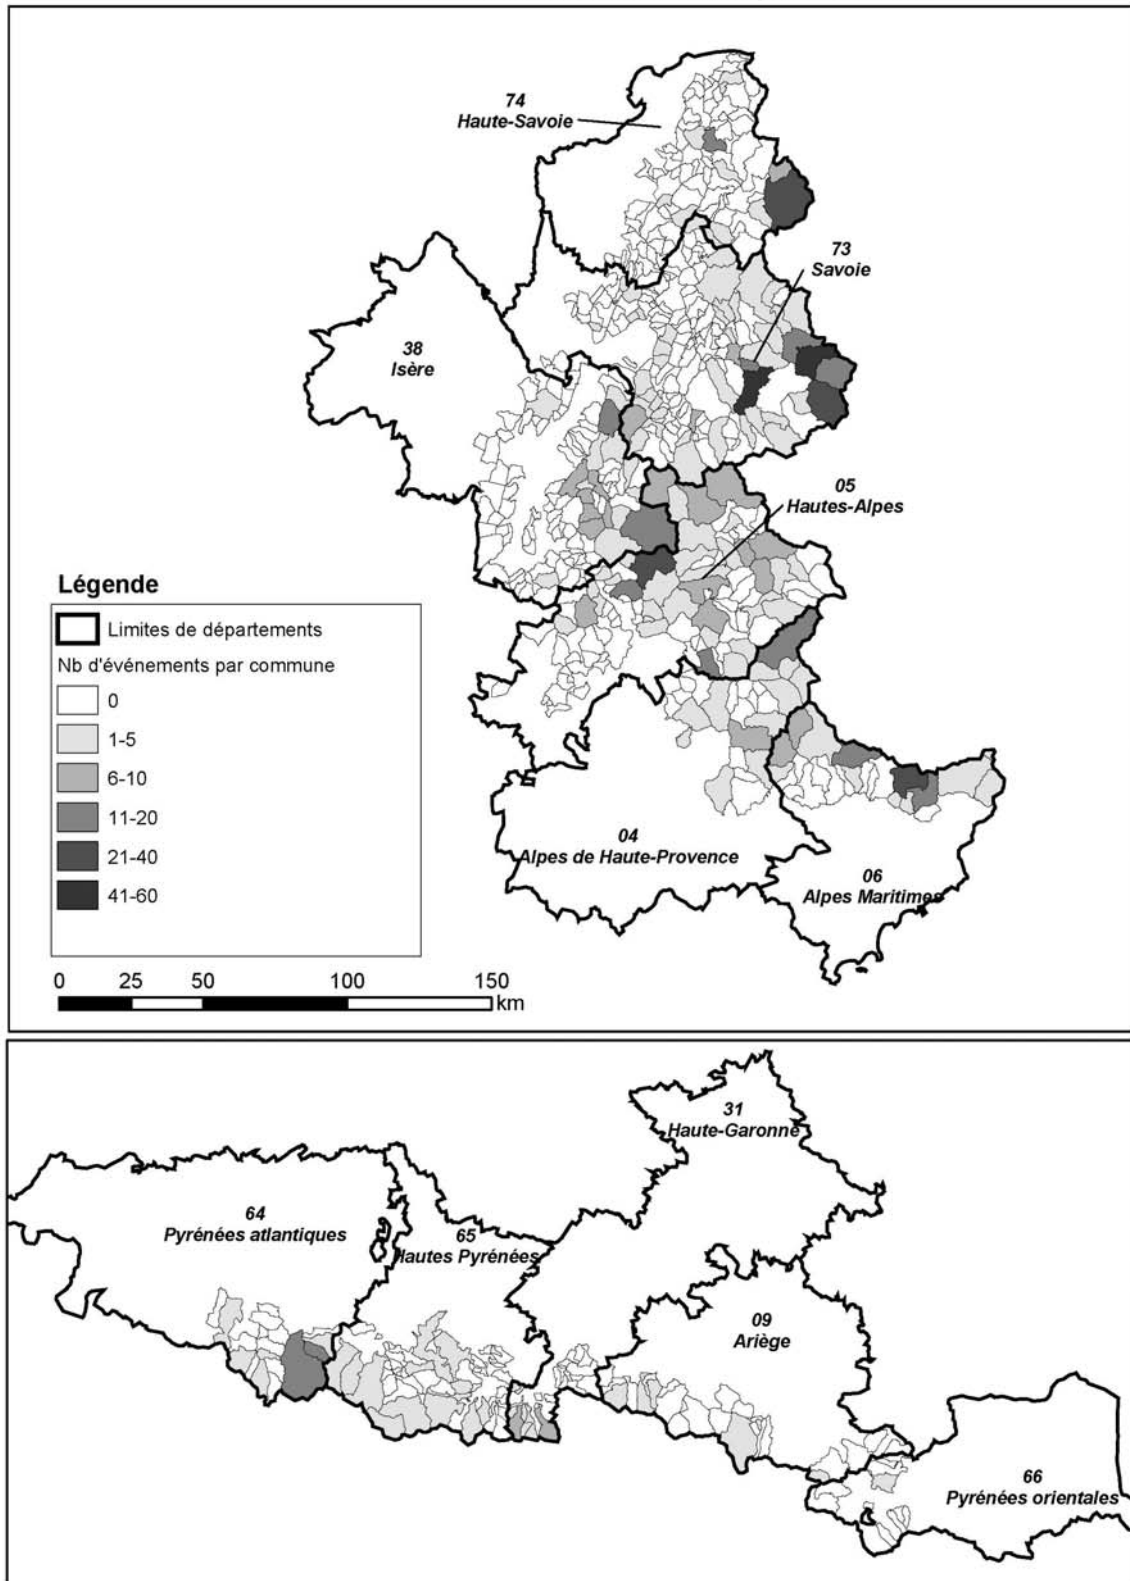 74
Haute-Savoie
73
Savoie
38
Isère
05
Hautes-Alpes
Légende
Limites de départements
Nb d'événements par commune
0
1-5
6-10
11-20
21-40
41-60
04
Alpes de Haute-Provence
06
Alpes Maritimes
0 25 50 100 150
km
31
Haute-Garonne
64
Pyrénées atlantiques
65
Hautes Pyrénées
09
Ariège
66
Pyrénées orientales